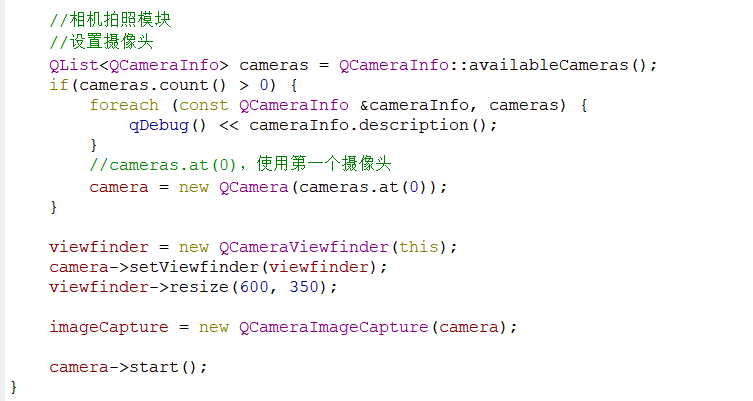 //相机拍照模块
//设置摄像头
QList<QCameraInfo> cameras = QCameraInfo::availableCameras();
if(cameras.count() > 0) {
foreach (const QCameraInfo &cameraInfo, cameras) {
qDebug() << cameraInfo.description();
}
//cameras.at(0)，使用第一个摄像头
camera = new QCamera(cameras.at(0));
}
viewfinder = new QCameraViewfinder(this);
camera->setViewfinder(viewfinder);
viewfinder->resize(600, 350);
imageCapture = new QCameraImageCapture(camera);
camera->start();
}